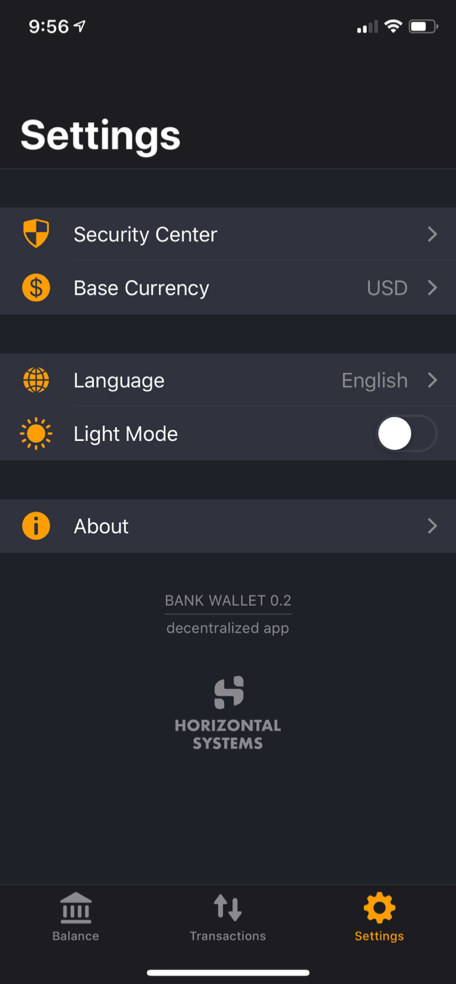 9:56
Settings
Security Center
Base Currency USD
Language English
Light Mode
About
BANK WALLET 0.2
decentralized app
HORIZONTAL
SYSTEMS
Balance Transactions Settings